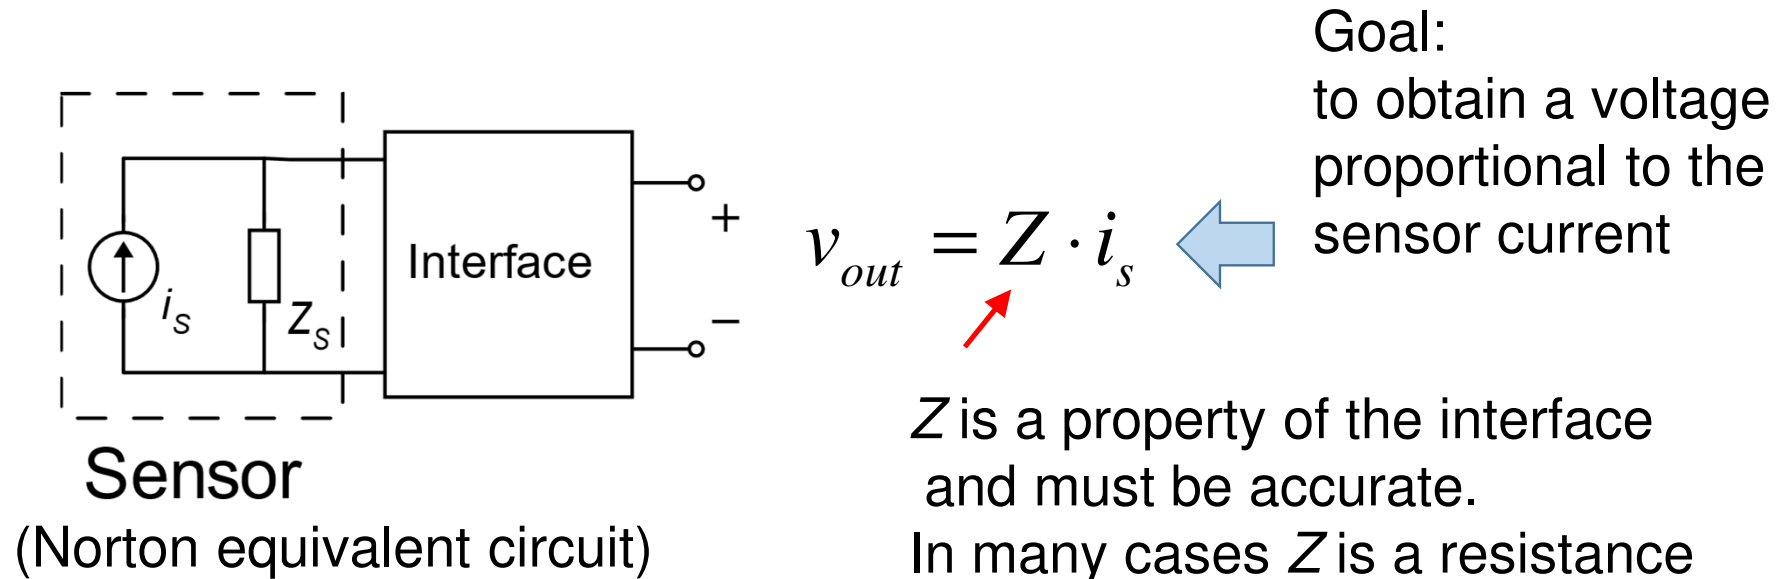 Goal:
to obtain a voltage
proportional to the
sensor current
Interface
+
−
i_s
Z_s
v_out = Z · i_s
Sensor
(Norton equivalent circuit)
Z is a property of the interface
and must be accurate.
In many cases Z is a resistance